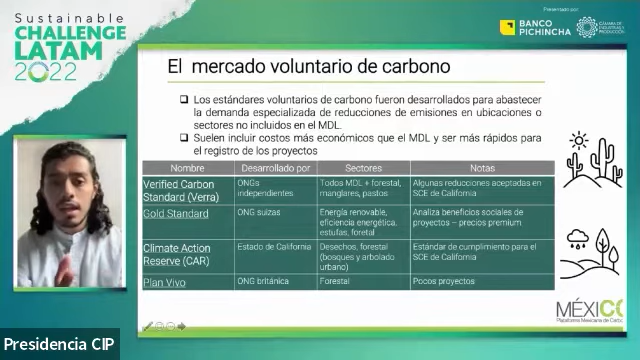 Sustainable
CHALLENGE
LATAM
2022
Presentado por:
BANCO
PICHINCHA
CÁMARA DE
INDUSTRIAS Y
PRODUCCIÓN
El mercado voluntario de carbono
Los estándares voluntarios de carbono fueron desarrollados para abastecer
la demanda especializada de reducciones de emisiones en ubicaciones o
sectores no incluidos en el MDL.
Suelen incluir costos más económicos que el MDL y ser más rápidos para
el registro de los proyectos
Nombre Desarrollado por Sectores Notas
Verified Carbon ONGs Todos MDL + forestal, Algunas reducciones aceptadas en
Standard (Verra) independientes manglares, pastos SCE de California
Gold Standard ONG suizas Energía renovable, Analiza beneficios sociales de
eficiencia energética, proyectos – precios premium
estufas, foretal
Climate Action Estado de California Desechos, forestal Estándar de cumplimiento para el
Reserve (CAR) (bosques y arbolado SCE de California
urbano)
Plan Vivo ONG británica Forestal Pocos proyectos
MÉXICO
Plataforma Mexicana de Carbo
Presidencia CIP